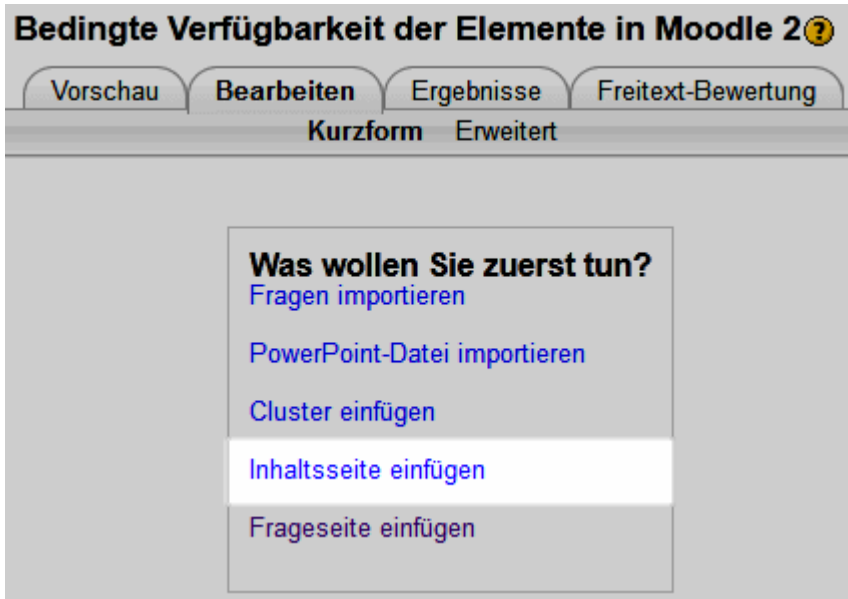 Bedingte Verfügbarkeit der Elemente in Moodle 2?
Vorschau Bearbeiten Ergebnisse Freitext-Bewertung
Kurzform Erweitert
Was wollen Sie zuerst tun?
Fragen importieren
PowerPoint-Datei importieren
Cluster einfügen
Inhaltsseite einfügen
Frageseite einfügen